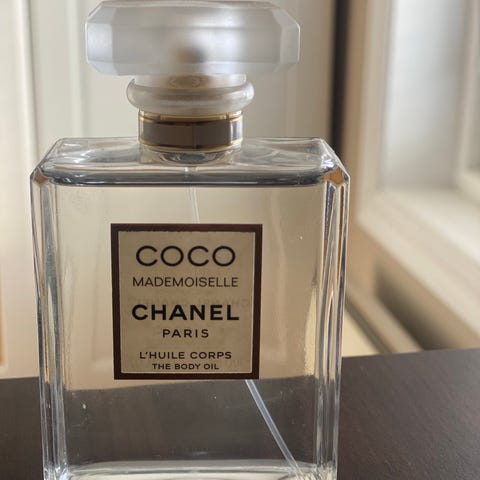 COCO
MADEMOISELLE
CHANEL
PARIS
L'HUILE CORPS
THE BODY OIL